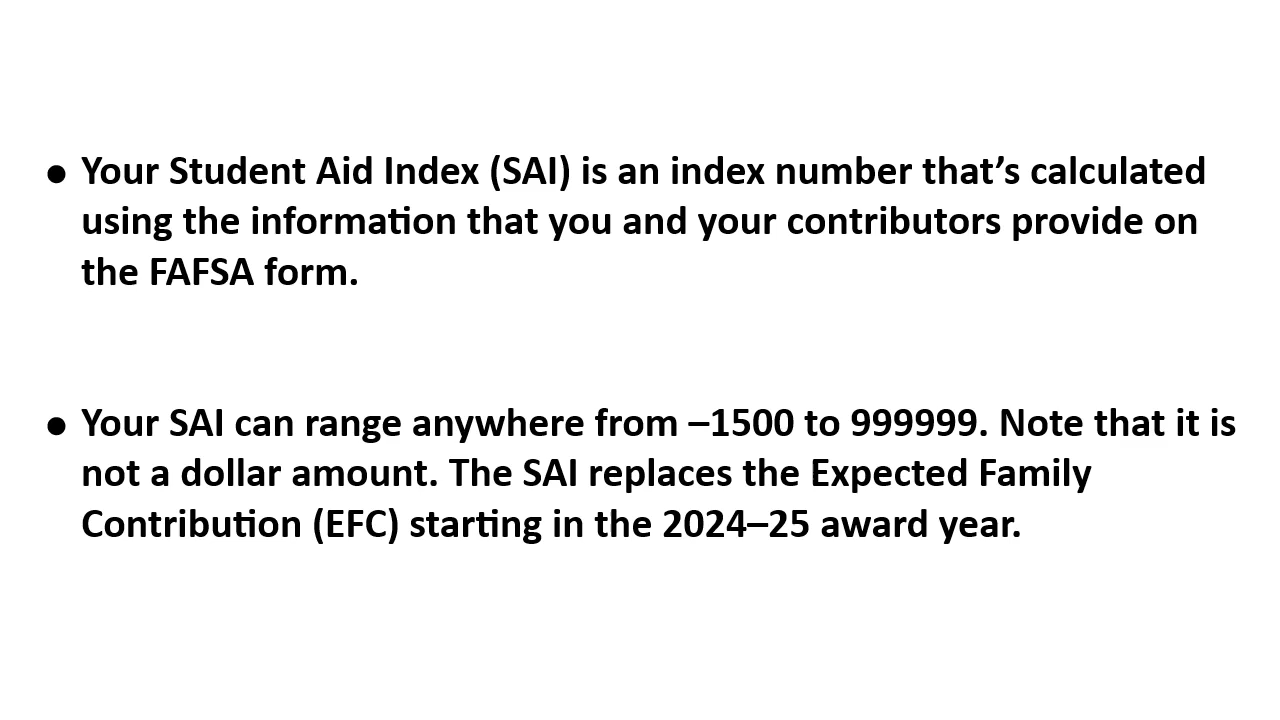 ● Your Student Aid Index (SAI) is an index number that’s calculated
using the information that you and your contributors provide on
the FAFSA form.
● Your SAI can range anywhere from –1500 to 999999. Note that it is
not a dollar amount. The SAI replaces the Expected Family
Contribution (EFC) starting in the 2024–25 award year.